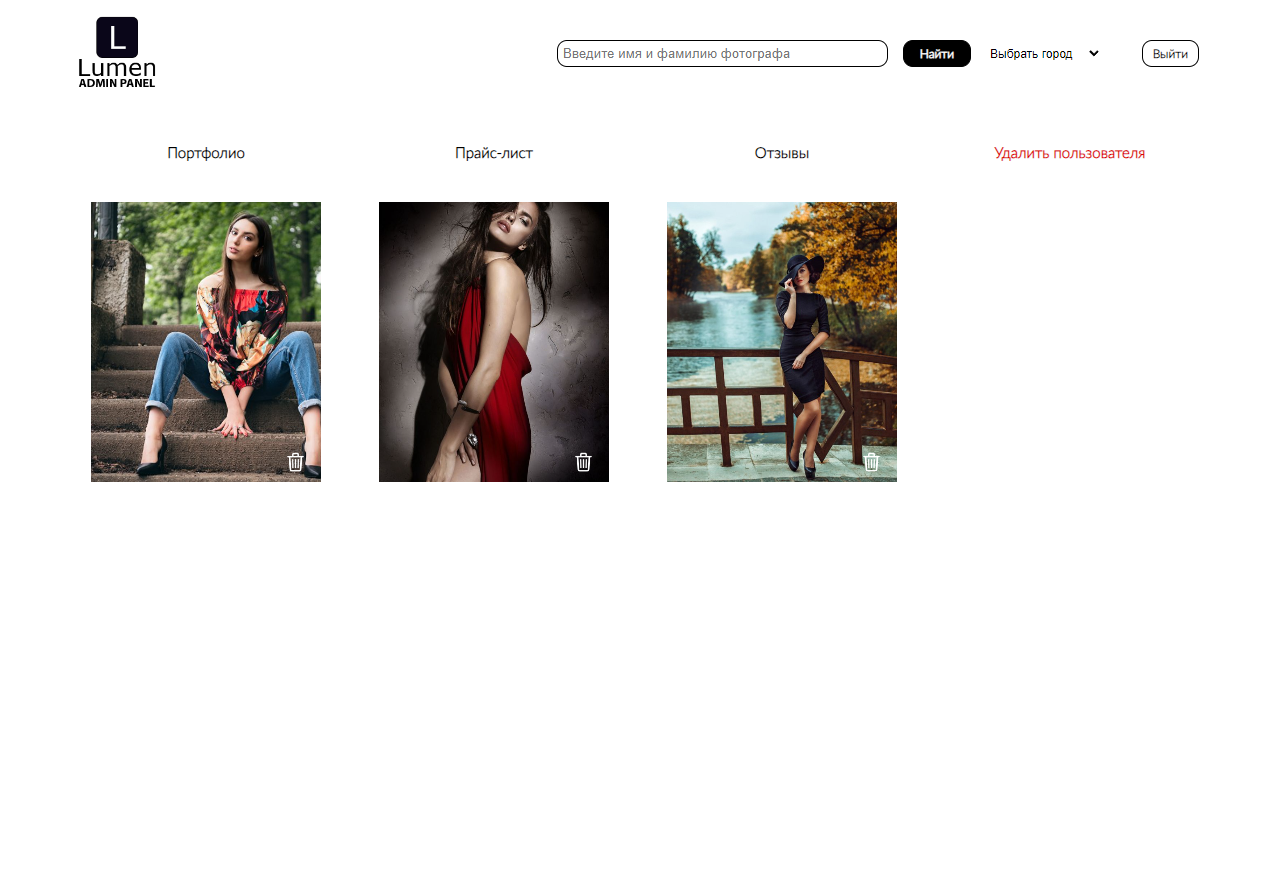 L
Lumen
ADMIN PANEL
Введите имя и фамилию фотографа
Найти
Выбрать город
Выйти
Портфолио
Прайс-лист
Отзывы
Удалить пользователя